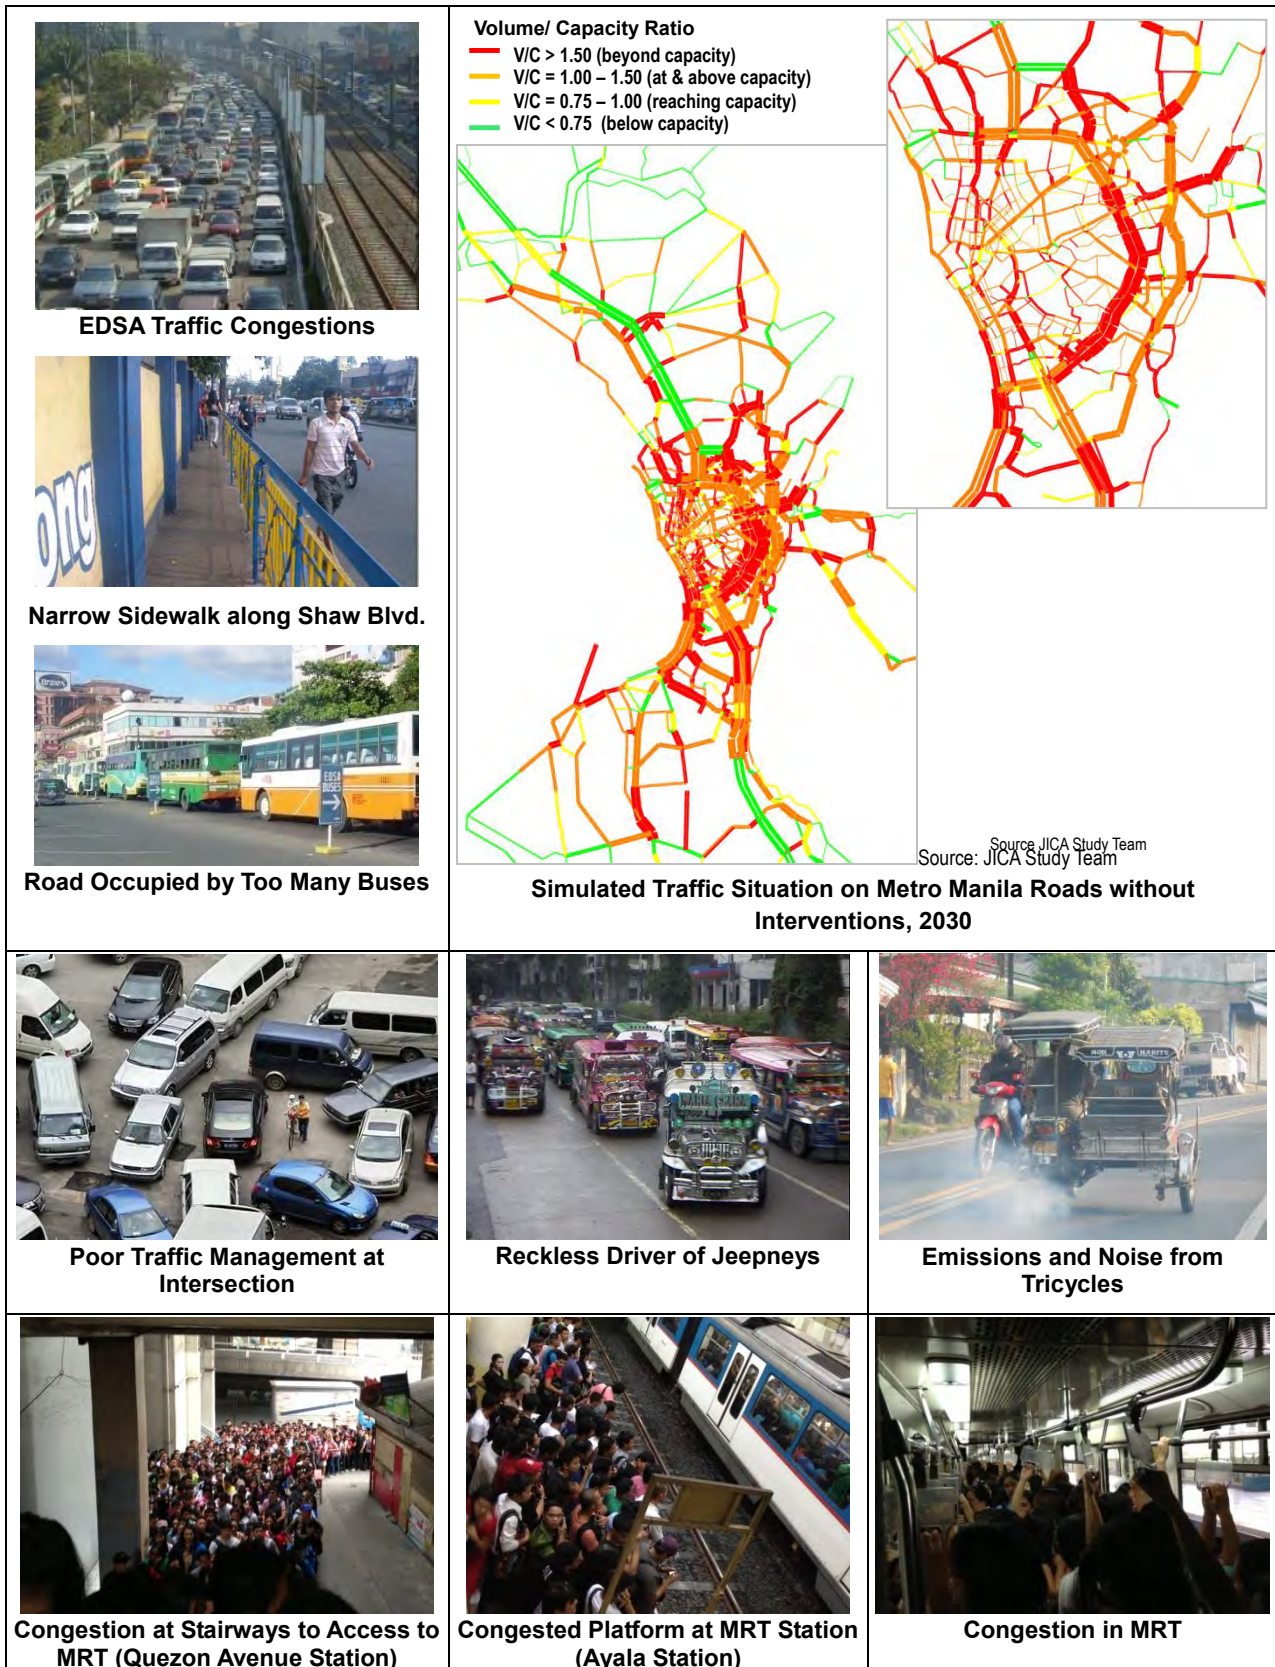 EDSA Traffic Congestions
ong
Narrow Sidewalk along Shaw Blvd.
EDSA
BUSES
Road Occupied by Too Many Buses
Volume/ Capacity Ratio
V/C > 1.50 (beyond capacity)
V/C = 1.00 – 1.50 (at & above capacity)
V/C = 0.75 – 1.00 (reaching capacity)
V/C < 0.75 (below capacity)
Source JICA Study Team
Source: JICA Study Team
Simulated Traffic Situation on Metro Manila Roads without
Interventions, 2030
Poor Traffic Management at
Intersection
Reckless Driver of Jeepneys
Emissions and Noise from
Tricycles
Congestion at Stairways to Access to
MRT (Quezon Avenue Station)
Congested Platform at MRT Station
(Ayala Station)
Congestion in MRT